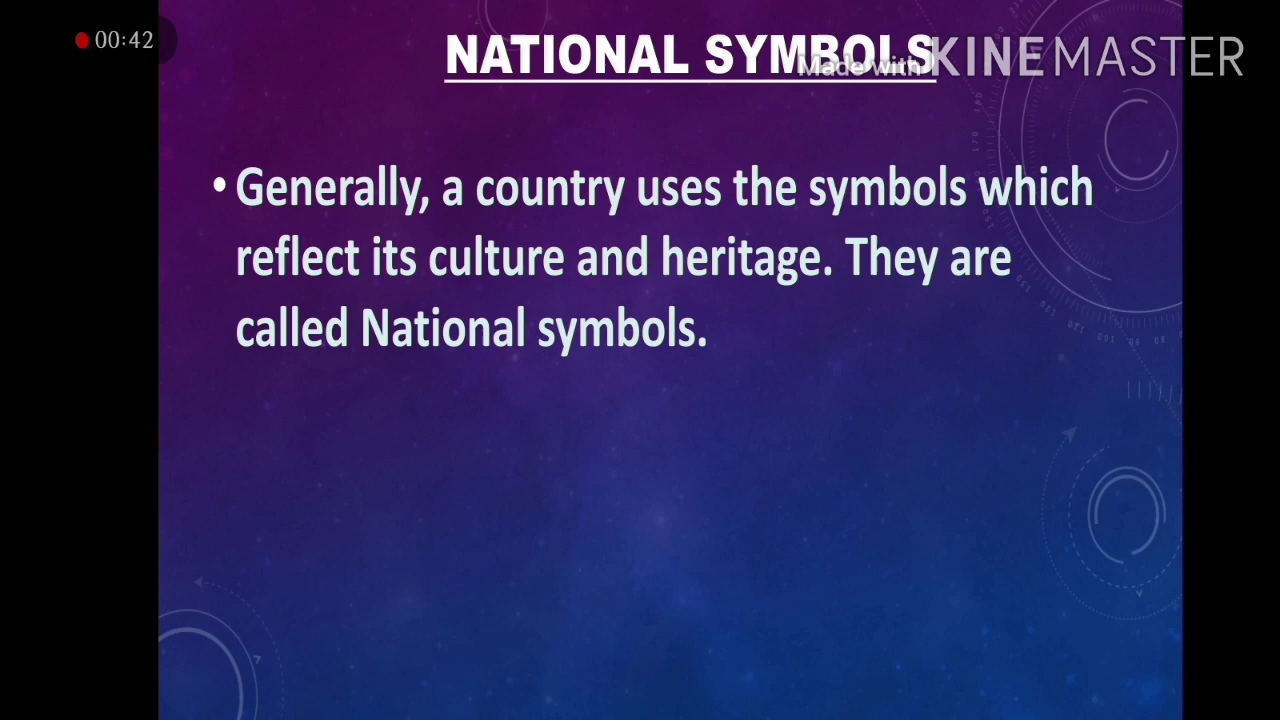 00:42
NATIONAL SYMBOLS
Made with KINEMASTER
• Generally, a country uses the symbols which
reflect its culture and heritage. They are
called National symbols.